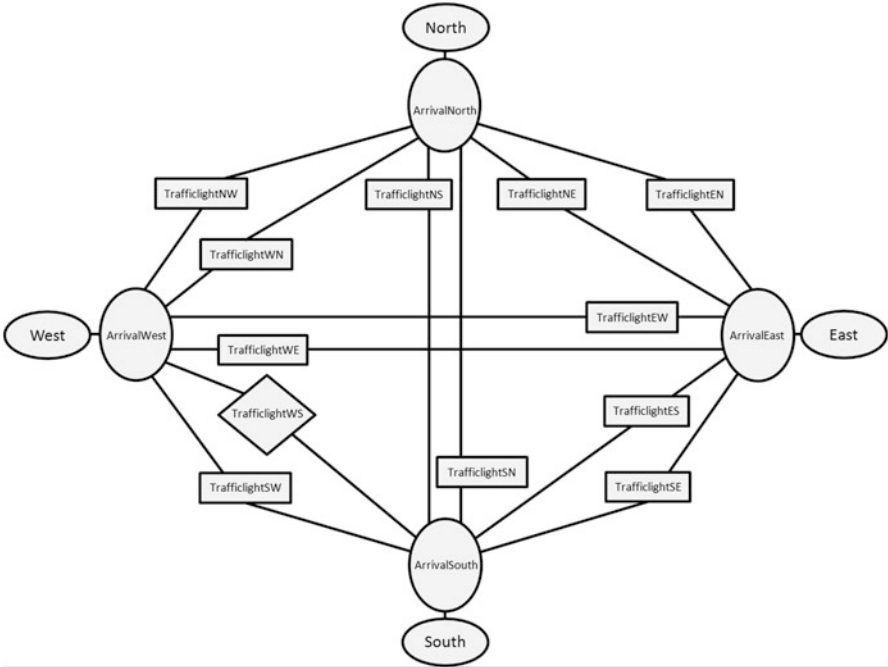 North
ArrivalNorth
TrafficlightNW
TrafficlightNS
TrafficlightNE
TrafficlightEN
TrafficlightWN
West
ArrivalWest
TrafficlightEW
ArrivalEast
East
TrafficlightWE
TrafficlightWS
TrafficlightES
TrafficlightSN
TrafficlightSW
TrafficlightSE
ArrivalSouth
South